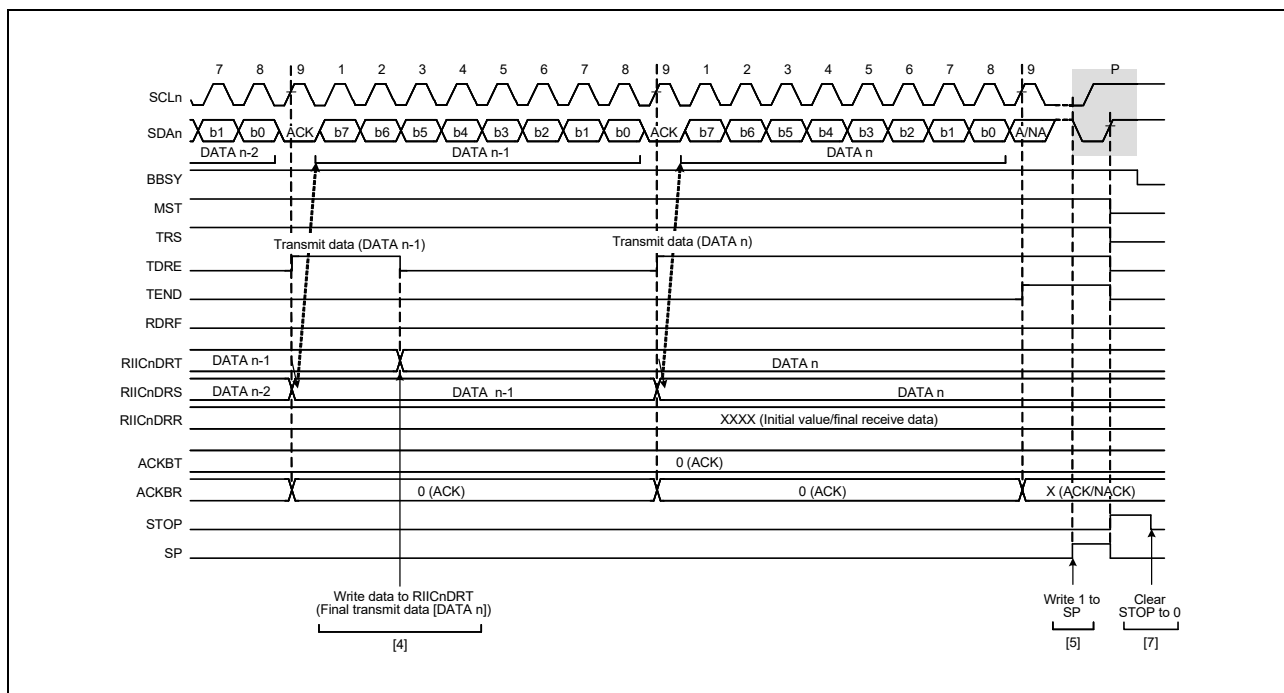 7 8 9 1 2 3 4 5 6 7 8 9 1 2 3 4 5 6 7 8 9 P
SCLn
SDAn b1 b0 ACK b7 b6 b5 b4 b3 b2 b1 b0 ACK b7 b6 b5 b4 b3 b2 b1 b0 A/NA
DATA n-2 DATA n-1 DATA n
BBSY
MST
TRS
Transmit data (DATA n-1) Transmit data (DATA n)
TDRE
TEND
RDRF
RIICnDRT DATA n-1 DATA n
RIICnDRS DATA n-2 DATA n-1 DATA n
RIICnDRR XXXX (Initial value/final receive data)
ACKBT 0 (ACK)
ACKBR 0 (ACK) 0 (ACK) X (ACK/NACK)
STOP
SP
Write data to RIICnDRT
(Final transmit data [DATA n])
[4]
Write 1 to
SP
[5]
Clear
STOP to 0
[7]